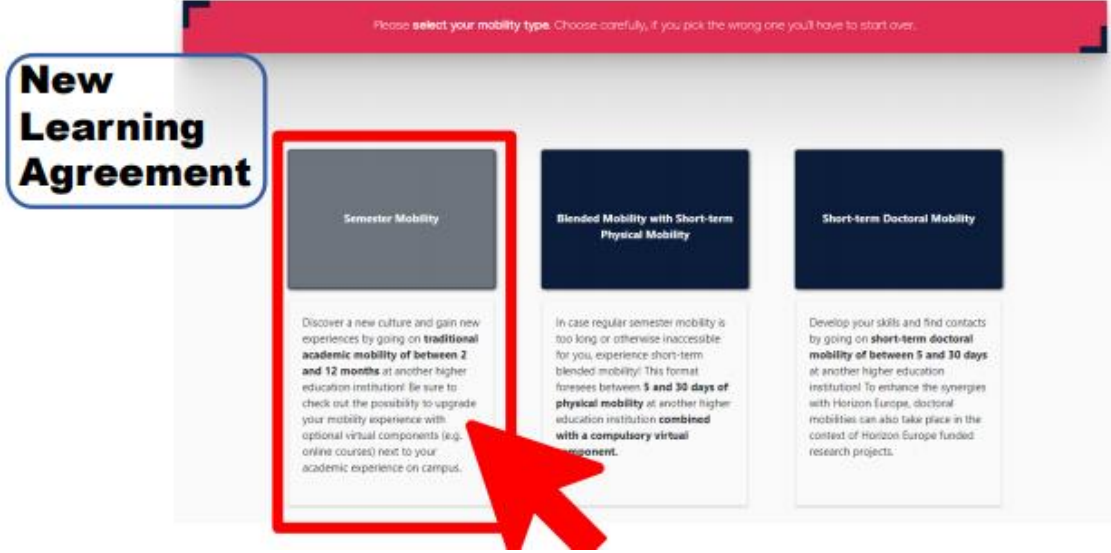 Please select your mobility type. Choose carefully, if you pick the wrong one you'll have to start over.
New
Learning
Agreement
Semester Mobility
Discover a new culture and gain new
experiences by going on traditional
academic mobility of between 2
and 12 months at another higher
education institution! Be sure to
check out the possibility to upgrade
your mobility experience with
optional virtual components (e.g.
online courses) next to your
academic experience on campus.
Blended Mobility with Short-term
Physical Mobility
In case regular semester mobility is
too long or otherwise inaccessible
for you, experience short-term
blended mobility! This format
foresees between 5 and 30 days of
physical mobility at another higher
education institution combined
with a compulsory virtual
component.
Short-term Doctoral Mobility
Develop your skills and find contacts
by going on short-term doctoral
mobility of between 5 and 30 days
at another higher education
institution! To enhance the synergies
with Horizon Europe, doctoral
mobilities can also take place in the
context of Horizon Europe funded
research projects.